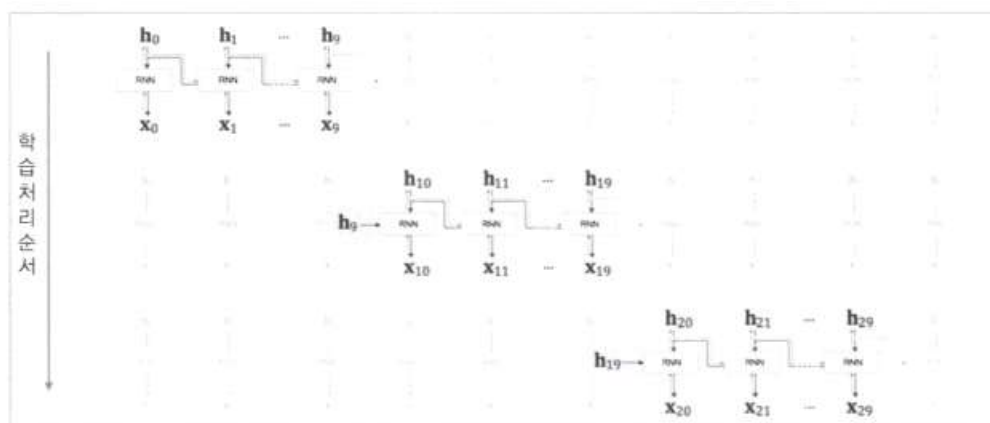 학습처리순서
h₀ h₁ ... h₉
RNN RNN RNN
x₀ x₁ ... x₉
h₁₀ h₁₁ ... h₁₉
h₉ RNN RNN RNN
x₁₀ x₁₁ ... x₁₉
h₂₀ h₂₁ ... h₂₉
h₁₉ RNN RNN RNN
x₂₀ x₂₁ ... x₂₉